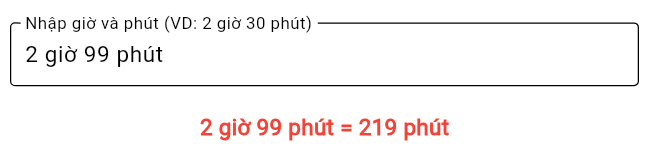 Nhập giờ và phút (VD: 2 giờ 30 phút)
2 giờ 99 phút
2 giờ 99 phút = 219 phút